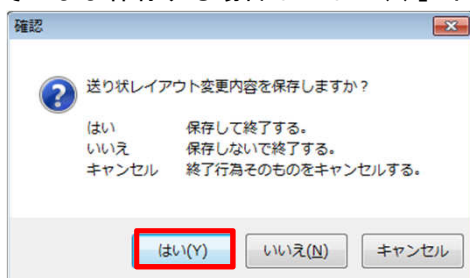 確認
送り状レイアウト変更内容を保存しますか？
はい 保存して終了する。
いいえ 保存しないで終了する。
キャンセル 終了行為そのものをキャンセルする。
はい(Y) いいえ(N) キャンセル